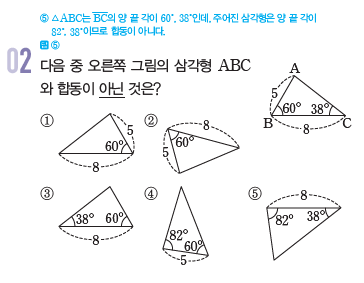 ⑤ △ABC는 BC의 양 끝 각이 60°, 38°인데, 주어진 삼각형은 양 끝 각이
82°, 38°이므로 합동이 아니다.
답 ⑤
02 다음 중 오른쪽 그림의 삼각형 ABC
와 합동이 아닌 것은?
A
5
60° 38°
B 8 C
①
5
60°
8
②
8
60°
5
③
38° 60°
8
④
82°
60°
5
⑤
8
82° 38°